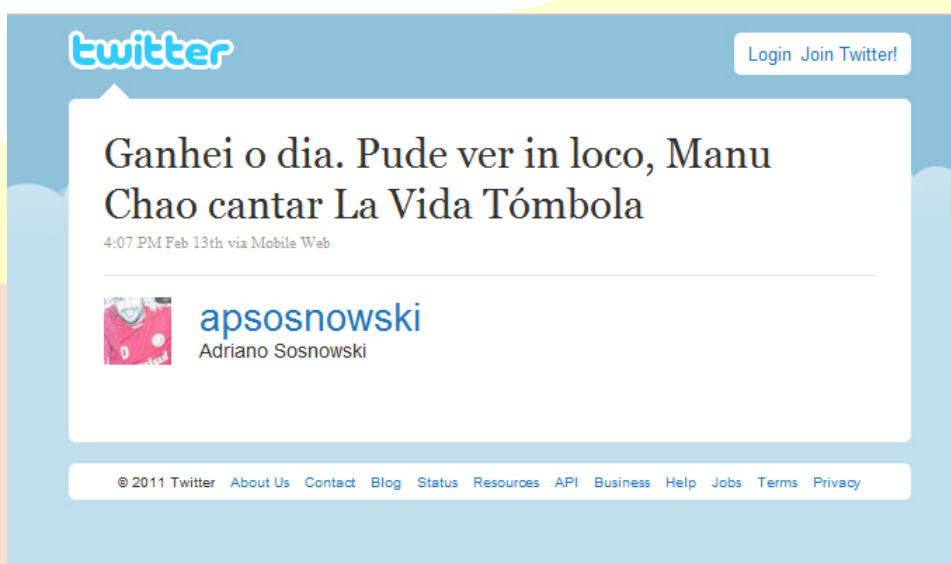 twitter
Login Join Twitter!
Ganhei o dia. Pude ver in loco, Manu
Chao cantar La Vida Tómbola
4:07 PM Feb 13th via Mobile Web
apsosnowski
Adriano Sosnowski
© 2011 Twitter About Us Contact Blog Status Resources API Business Help Jobs Terms Privacy